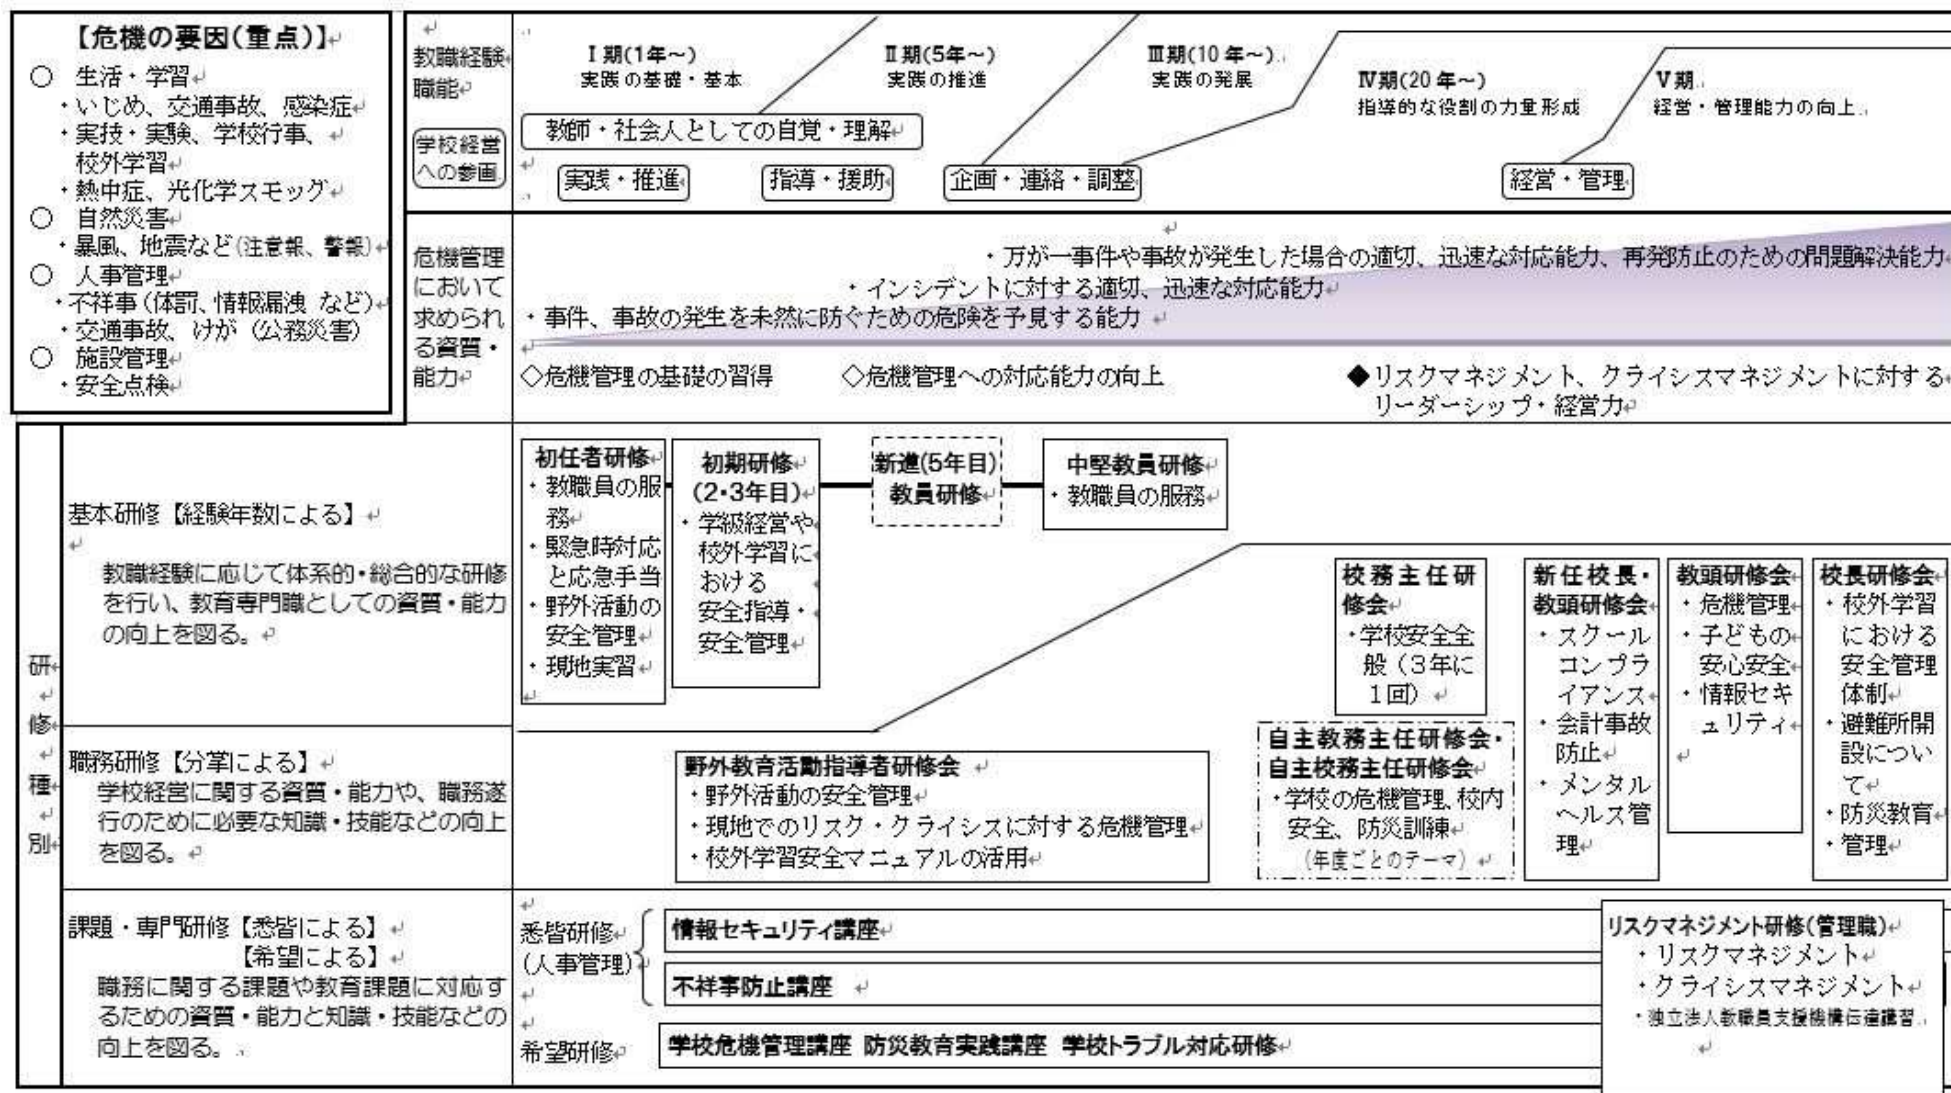 【危機の要因(重点)】
○ 生活・学習
・いじめ、交通事故、感染症
・実技・実験、学校行事、
校外学習
・熱中症、光化学スモッグ
○ 自然災害
・暴風、地震など(注意報、警報)
○ 人事管理
・不祥事(体罰、情報漏洩 など)
・交通事故、けが(公務災害)
○ 施設管理
・安全点検
教職経験
職能
学校経営
への参画
Ⅰ期(1年～)
実践の基礎・基本
Ⅱ期(5年～)
実践の推進
Ⅲ期(10年～)
実践の発展
Ⅳ期(20年～)
指導的な役割の力量形成
Ⅴ期
経営・管理能力の向上
教師・社会人としての自覚・理解
実践・推進
指導・援助
企画・連絡・調整
経営・管理
危機管理
において
求められ
る資質・
能力
・万が一事件や事故が発生した場合の適切、迅速な対応能力、再発防止のための問題解決能力
・インシデントに対する適切、迅速な対応能力
・事件、事故の発生を未然に防ぐための危険を予見する能力
◇危機管理の基礎の習得
◇危機管理への対応能力の向上
◆リスクマネジメント、クライシスマネジメントに対する
リーダーシップ・経営力
研
修
種
別
基本研修【経験年数による】
教職経験に応じて体系的・総合的な研修
を行い、教育専門職としての資質・能力
の向上を図る。
初任者研修
・教職員の服
務
・緊急時対応
と応急手当
・野外活動の
安全管理
・現地実習
初期研修
(2・3年目)
・学級経営や
校外学習に
おける
安全指導・
安全管理
新進(5年目)
教員研修
中堅教員研修
・教職員の服務
校務主任研
修会
・学校安全全
般(3年に
1回)
新任校長・
教頭研修会
・スクール
コンプラ
イアンス
・会計事故
防止
・メンタル
ヘルス管
理
教頭研修会
・危機管理
・子どもの
安心安全
・情報セキ
ュリティ
校長研修会
・校外学習
における
安全管理
体制
・避難所開
設につい
て
・防災教育
・管理
職務研修【分掌による】
学校経営に関する資質・能力や、職務遂
行のために必要な知識・技能などの向上
を図る。
野外教育活動指導者研修会
・野外活動の安全管理
・現地でのリスク・クライシスに対する危機管理
・校外学習安全マニュアルの活用
自主教務主任研修会・
自主校務主任研修会
・学校の危機管理、校内
安全、防災訓練
(年度ごとのテーマ)
課題・専門研修【悉皆による】
【希望による】
職務に関する課題や教育課題に対応す
るための資質・能力と知識・技能などの
向上を図る。
悉皆研修
(人事管理)
情報セキュリティ講座
不祥事防止講座
希望研修
学校危機管理講座 防災教育実践講座 学校トラブル対応研修
リスクマネジメント研修(管理職)
・リスクマネジメント
・クライシスマネジメント
・独立法人教職員支援機構伝達講習